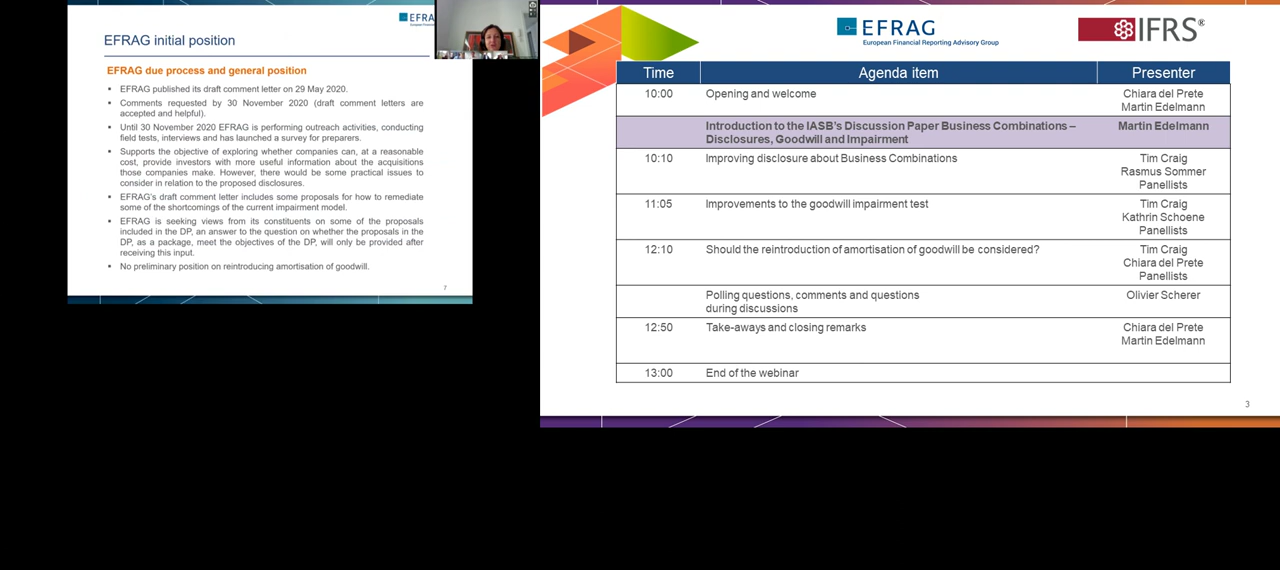 EFRAG initial position
EFRAG due process and general position
▪ EFRAG published its draft comment letter on 29 May 2020.
▪ Comments requested by 30 November 2020 (draft comment letters are
accepted and helpful).
▪ Until 30 November 2020 EFRAG is performing outreach activities, conducting
field tests, interviews and has launched a survey for preparers.
▪ Supports the objective of exploring whether companies can, at a reasonable
cost, provide investors with more useful information about the acquisitions
those companies make. However, there would be some practical issues to
consider in relation to the proposed disclosures.
▪ EFRAG's draft comment letter includes some proposals for how to remediate
some of the shortcomings of the current impairment model.
▪ EFRAG is seeking views from its constituents on some of the proposals
included in the DP, an answer to the question on whether the proposals in the
DP, as a package, meet the objectives of the DP, will only be provided after
receiving this input.
▪ No preliminary position on reintroducing amortisation of goodwill.
7
EFRAG
European Financial Reporting Advisory Group
IFRS®
Time Agenda item Presenter
10:00 Opening and welcome Chiara del Prete
Martin Edelmann
Introduction to the IASB's Discussion Paper Business Combinations – Martin Edelmann
Disclosures, Goodwill and Impairment
10:10 Improving disclosure about Business Combinations Tim Craig
Rasmus Sommer
Panellists
11:05 Improvements to the goodwill impairment test Tim Craig
Kathrin Schoene
Panellists
12:10 Should the reintroduction of amortisation of goodwill be considered? Tim Craig
Chiara del Prete
Panellists
Polling questions, comments and questions Olivier Scherer
during discussions
12:50 Take-aways and closing remarks Chiara del Prete
Martin Edelmann
13:00 End of the webinar
3